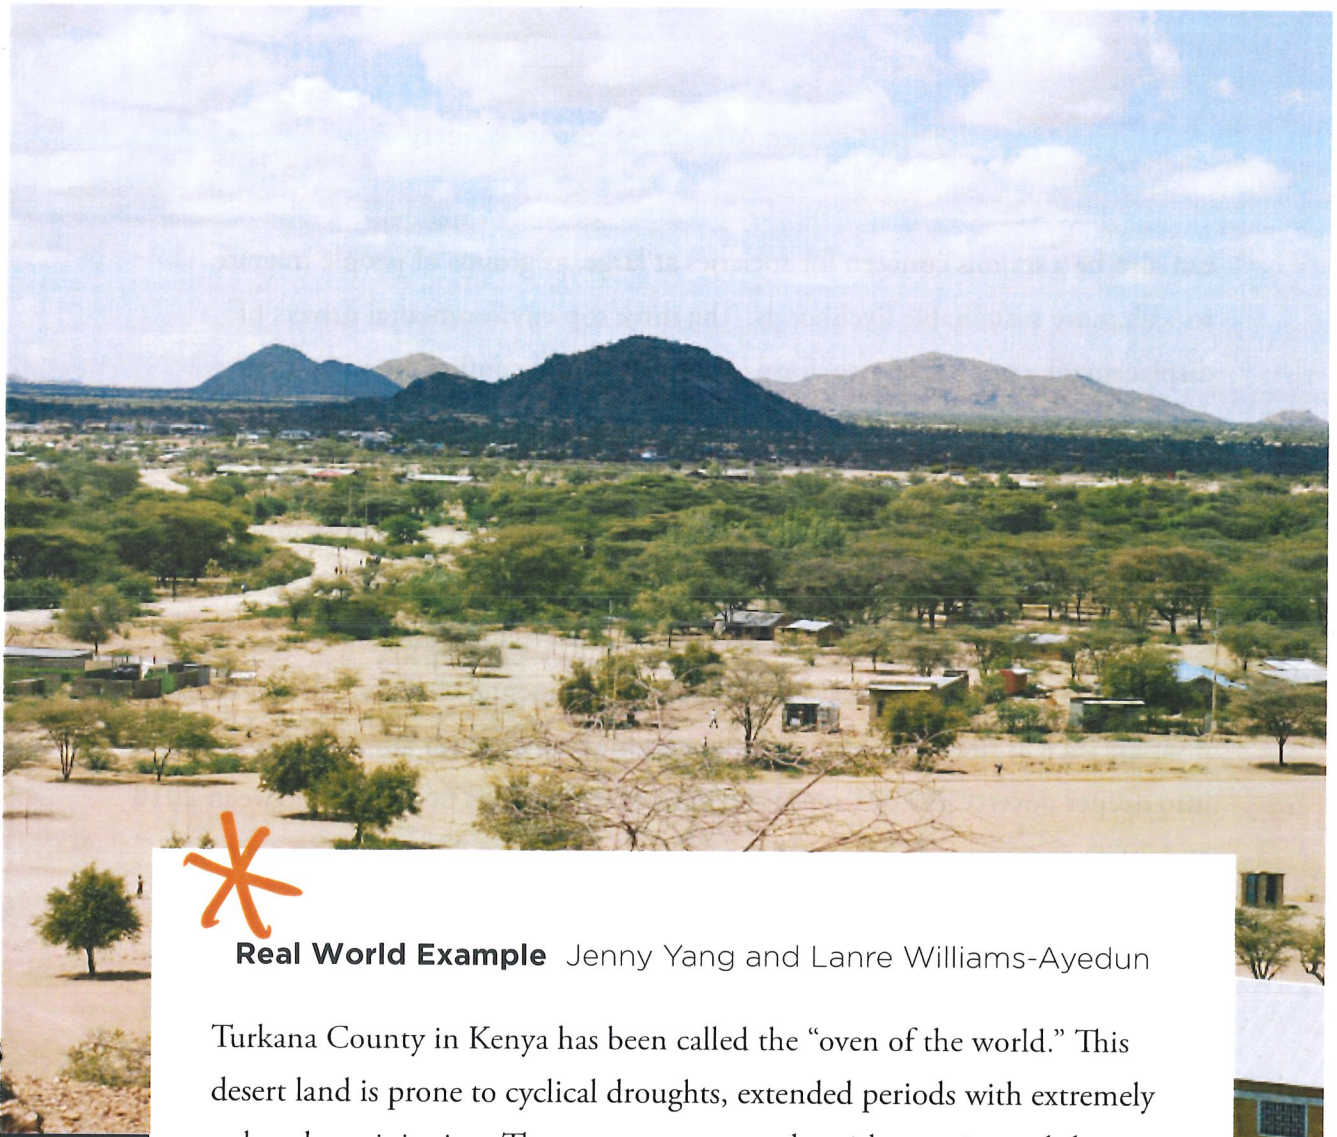 Real World Example Jenny Yang and Lanre Williams-Ayedun
Turkana County in Kenya has been called the “oven of the world.” This
desert land is prone to cyclical droughts, extended periods with extremely